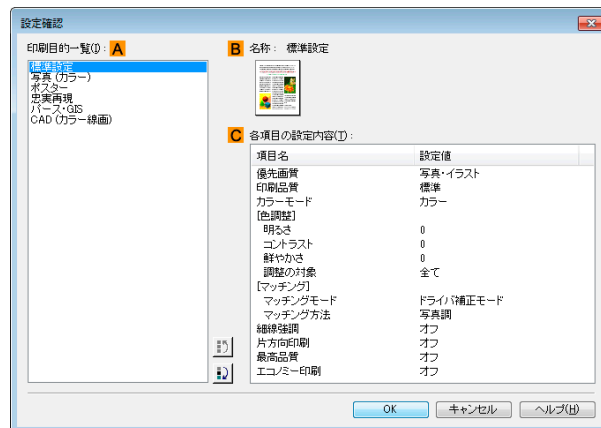 設定確認
印刷目的一覧(I): A
標準設定
写真 (カラー)
ポスター
忠実再現
パース・GIS
CAD (カラー線画)
B 名称： 標準設定
C 各項目の設定内容(T):
項目名 設定値
優先画質 写真・イラスト
印刷品質 標準
カラーモード カラー
[色調整]
明るさ 0
コントラスト 0
鮮やかさ 0
調整の対象 全て
[マッチング]
マッチングモード ドライバ補正モード
マッチング方法 写真調
細線強調 オフ
片方向印刷 オフ
最高品質 オフ
エコノミー印刷 オフ
OK キャンセル ヘルプ(H)